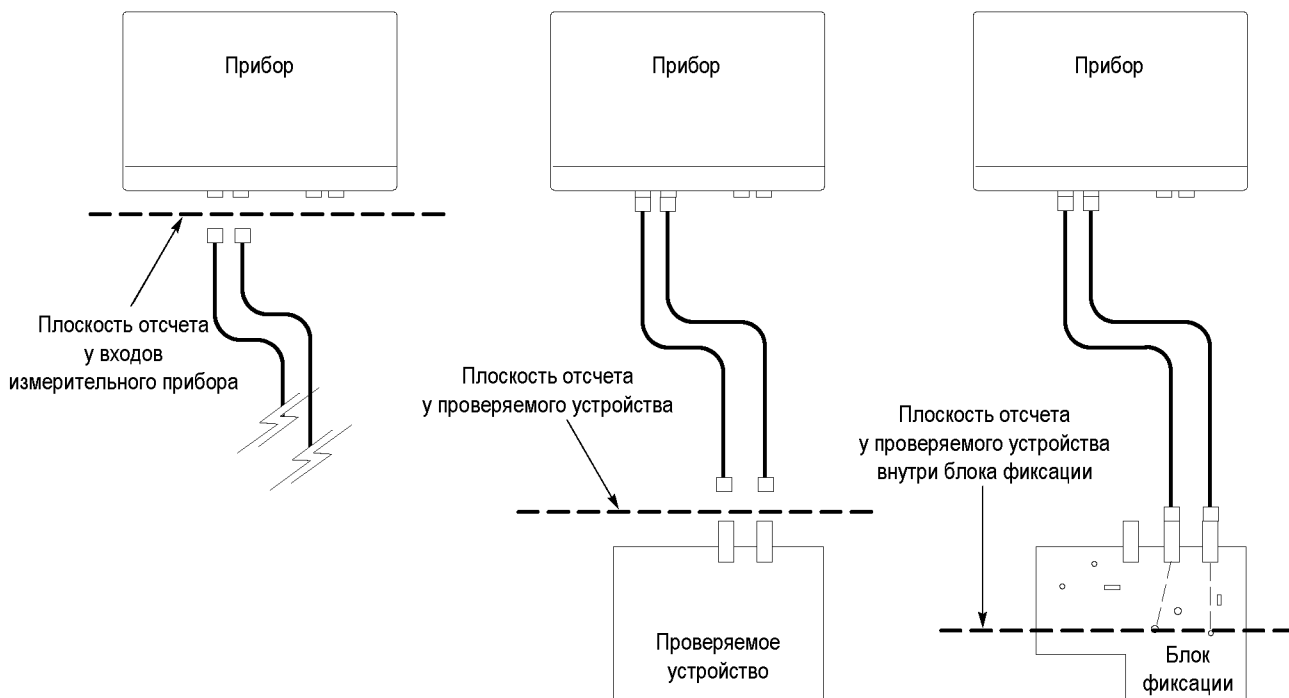 Прибор
Плоскость отсчета
у входов
измерительного прибора
Прибор
Плоскость отсчета
у проверяемого устройства
Проверяемое
устройство
Прибор
Плоскость отсчета
у проверяемого устройства
внутри блока фиксации
Блок
фиксации